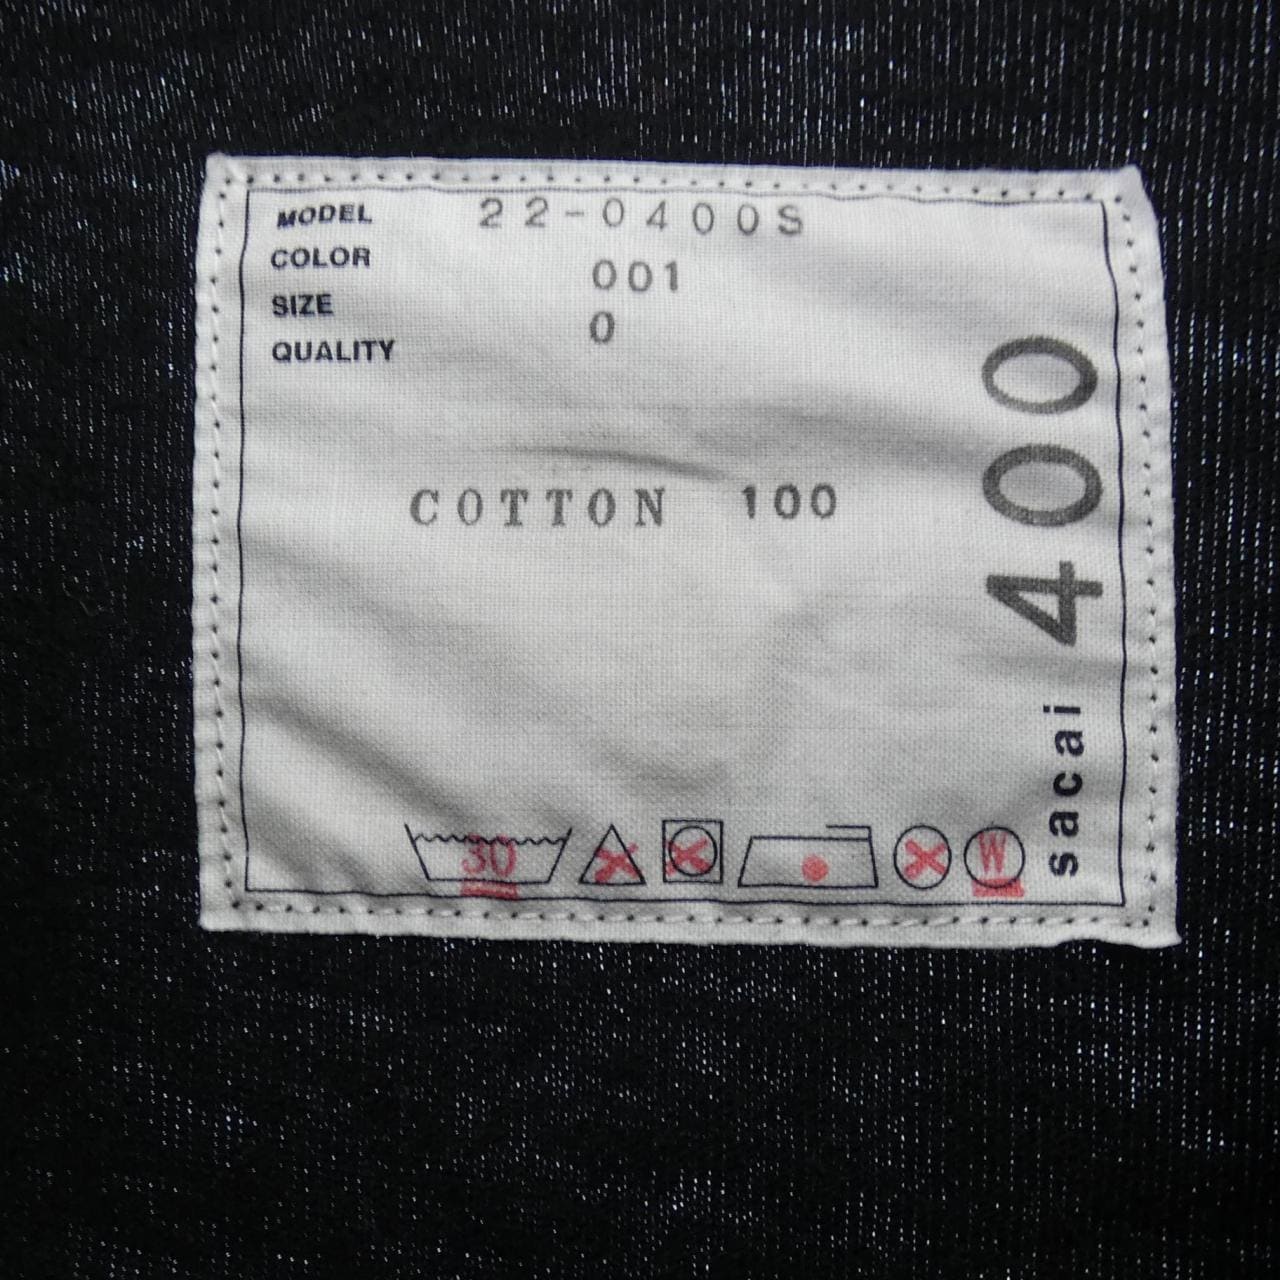 MODEL 22-0400S
COLOR 001
SIZE 0
QUALITY
COTTON 100
sacai 400
30
W